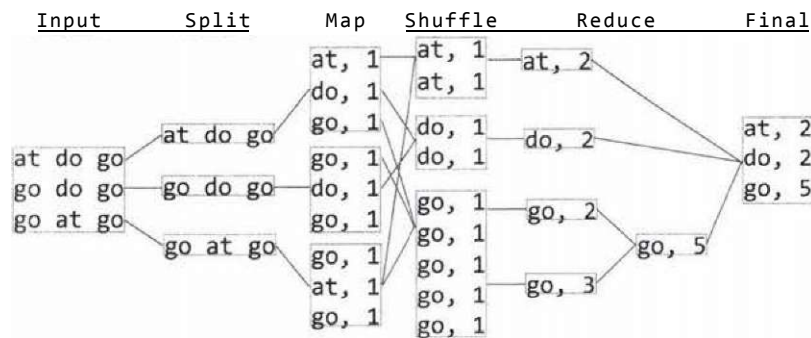 Input Split Map Shuffle Reduce Final
at do go
go do go
go at go
at do go
go do go
go at go
at, 1
do, 1
go, 1
go, 1
do, 1
go, 1
go, 1
at, 1
go, 1
at, 1
at, 1
do, 1
do, 1
go, 1
go, 1
go, 1
go, 1
go, 1
at, 2
do, 2
go, 2
go, 3
go, 5
at, 2
do, 2
go, 5